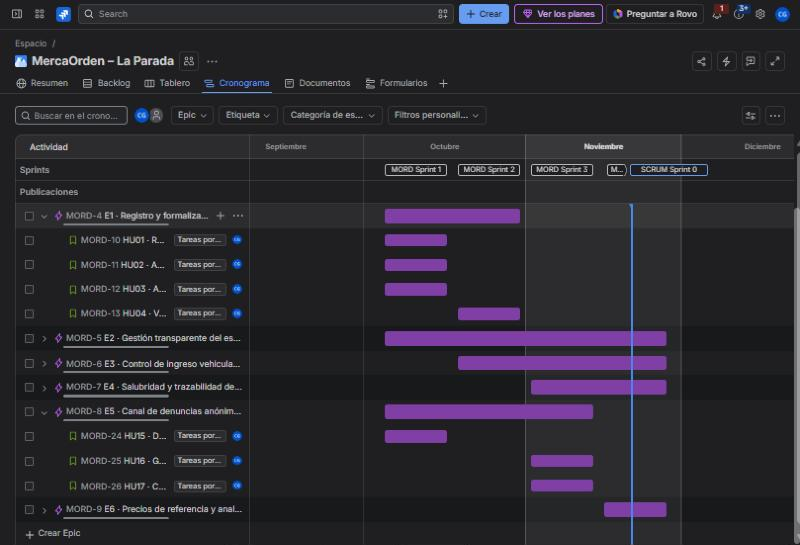 Search
+ Crear
Ver los planes
Preguntar a Rovo
1
3+
CG
Espacio /
MercaOrden – La Parada
Resumen
Backlog
Tablero
Cronograma
Documentos
Formularios
Buscar en el crono...
CG
Epic
Etiqueta
Categoría de es...
Filtros personali...
Actividad
Septiembre
Octubre
Noviembre
Diciembre
Sprints
MORD Sprint 1
MORD Sprint 2
MORD Sprint 3
M...
SCRUM Sprint 0
Publicaciones
MORD-4 E1 - Registro y formaliza...
MORD-10 HU01 - R... Tareas por... CG
MORD-11 HU02 - A... Tareas por... CG
MORD-12 HU03 - A... Tareas por... CG
MORD-13 HU04 - V... Tareas por... CG
MORD-5 E2 - Gestión transparente del es...
MORD-6 E3 - Control de ingreso vehicula...
MORD-7 E4 - Salubridad y trazabilidad de...
MORD-8 E5 - Canal de denuncias anónim...
MORD-24 HU15 - D... Tareas por... CG
MORD-25 HU16 - G... Tareas por... CG
MORD-26 HU17 - C... Tareas por... CG
MORD-9 E6 - Precios de referencia y anal...
+ Crear Epic